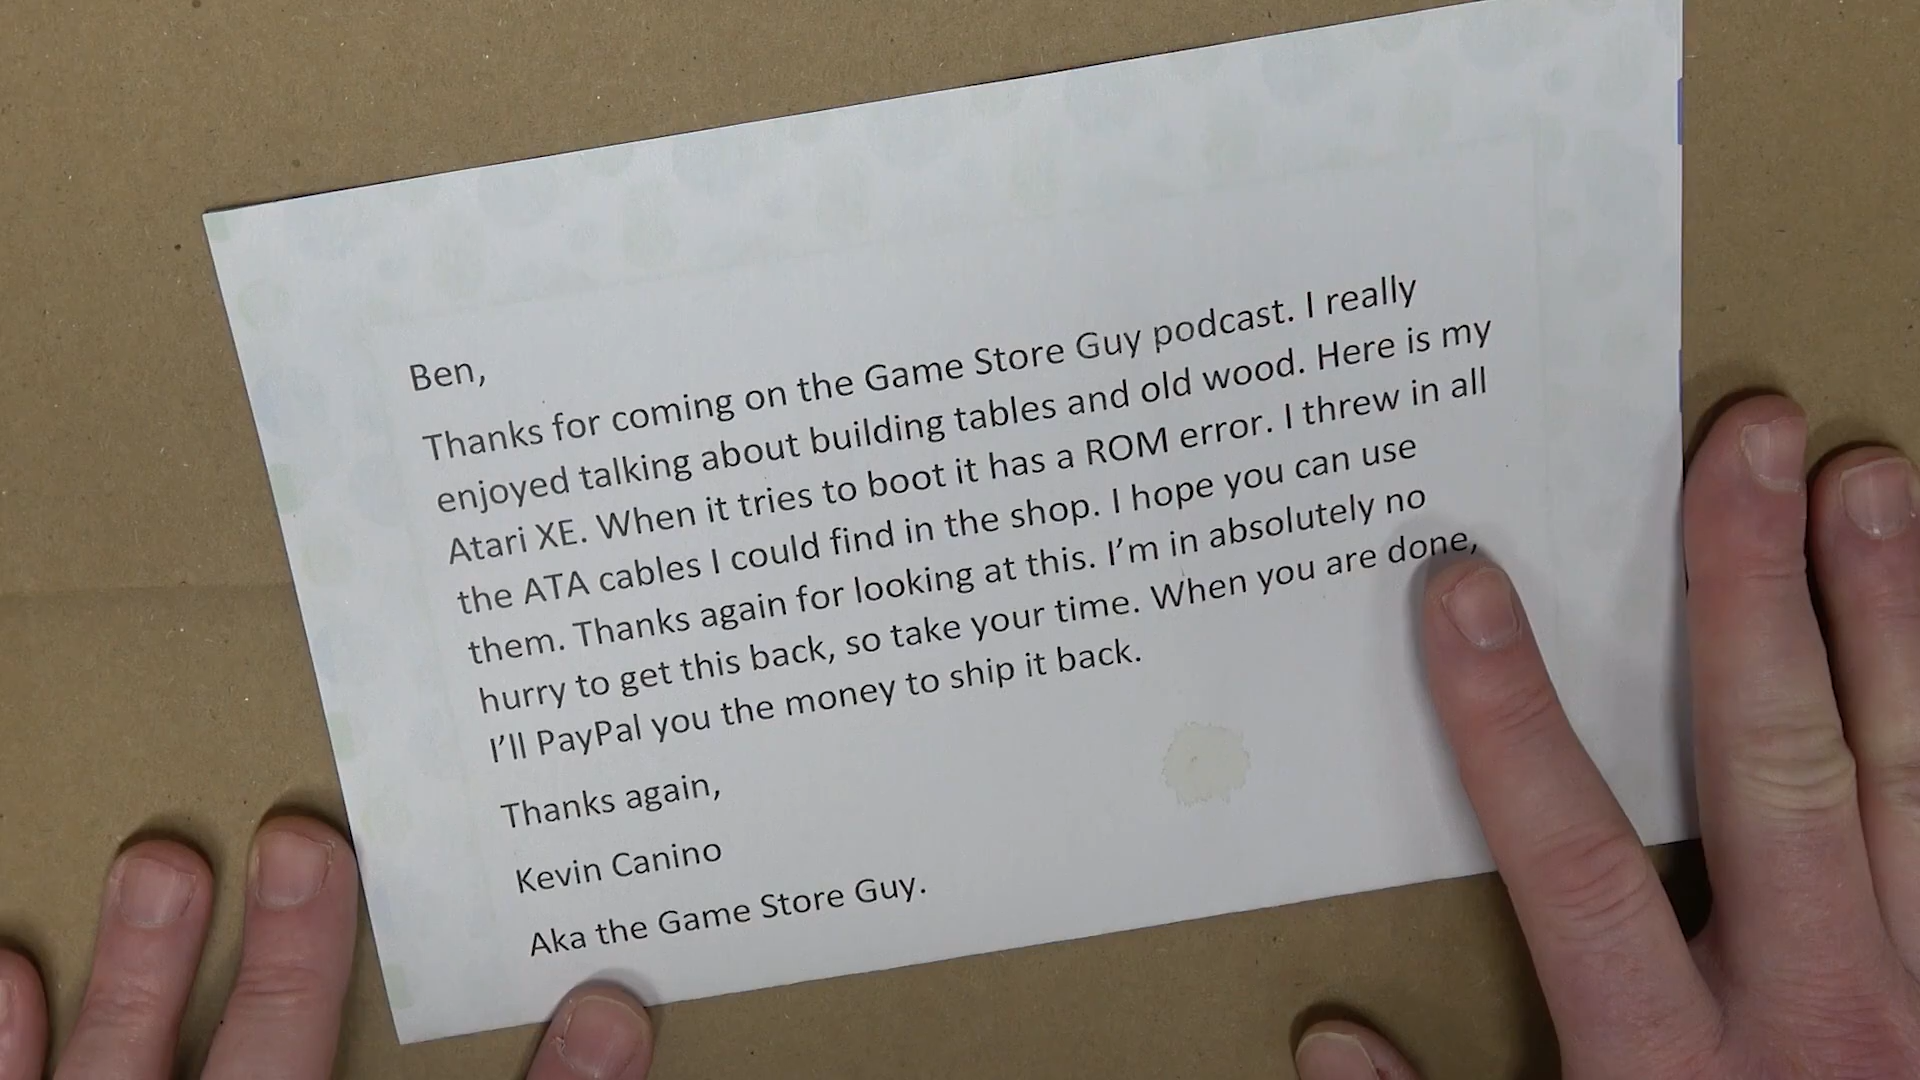 Ben,
Thanks for coming on the Game Store Guy podcast. I really
enjoyed talking about building tables and old wood. Here is my
Atari XE. When it tries to boot it has a ROM error. I threw in all
the ATA cables I could find in the shop. I hope you can use
them. Thanks again for looking at this. I’m in absolutely no
hurry to get this back, so take your time. When you are done,
I’ll PayPal you the money to ship it back.
Thanks again,
Kevin Canino
Aka the Game Store Guy.